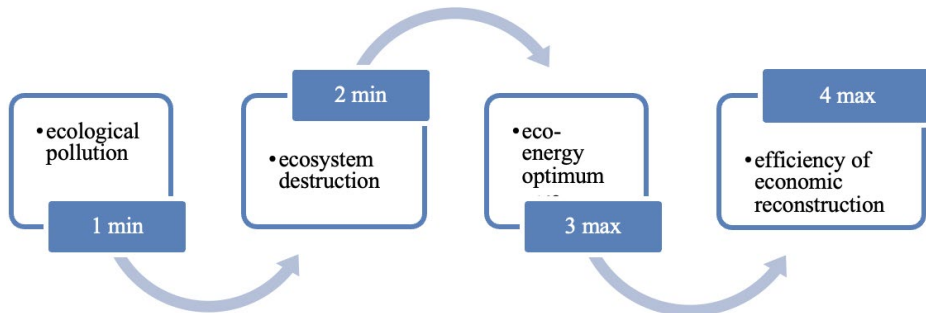 •ecological
pollution
1 min
2 min
•ecosystem
destruction
•eco-
energy
optimum
3 max
4 max
•efficiency of
economic
reconstruction